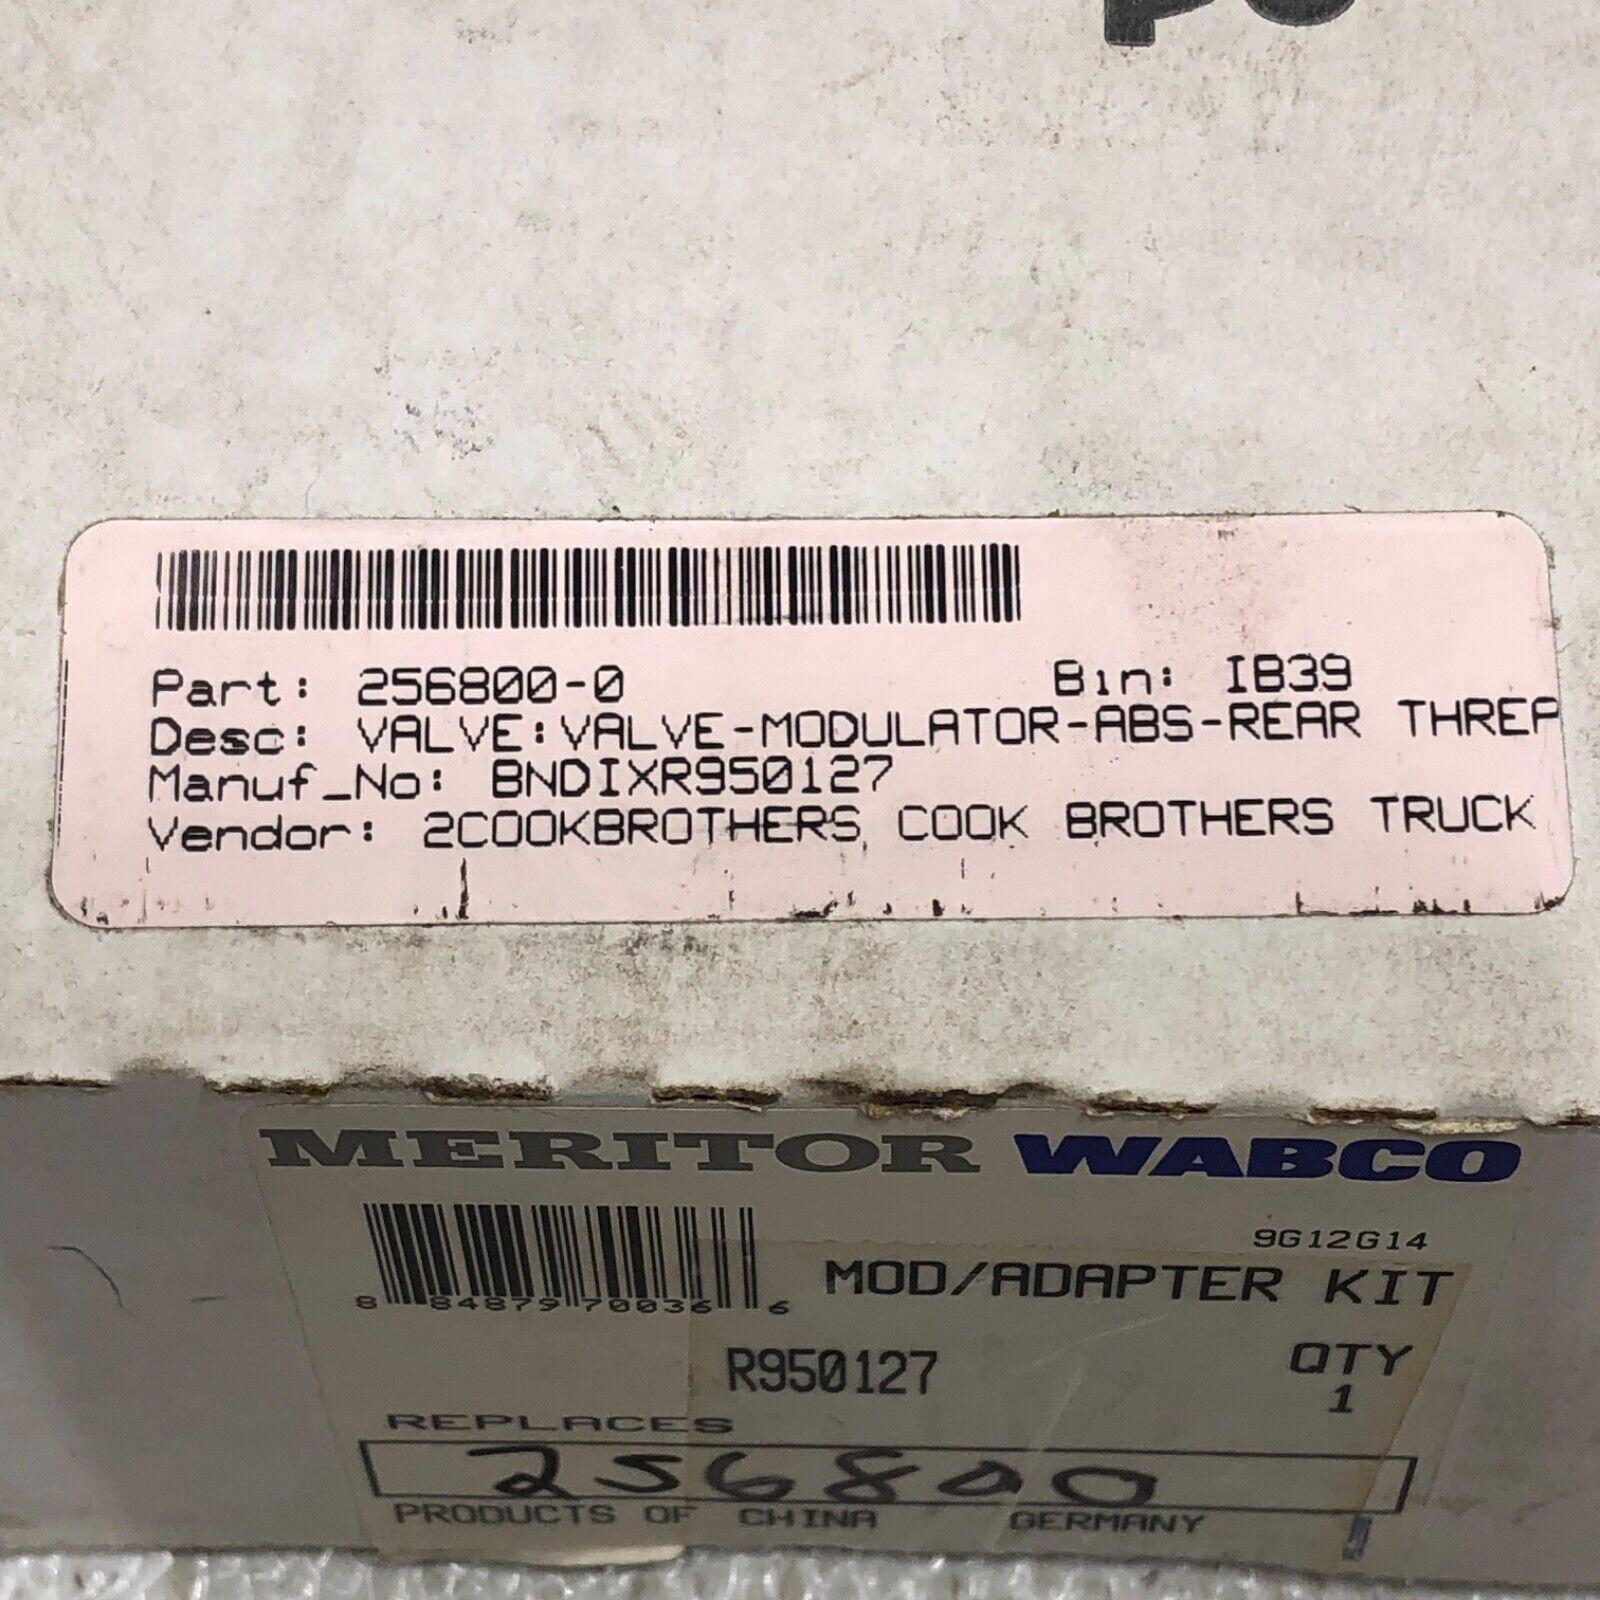 Part: 256800-0 Bin: IB39
Desc: VALVE:VALVE-MODULATOR-ABS-REAR THREP
Manuf_No: BNDIXR950127
Vendor: 2COOKBROTHERS, COOK BROTHERS TRUCK
MERITOR WABCO
9G12G14
8 84879 70036 6 MOD/ADAPTER KIT
R950127 QTY
1
REPLACES
256800
PRODUCTS OF CHINA GERMANY